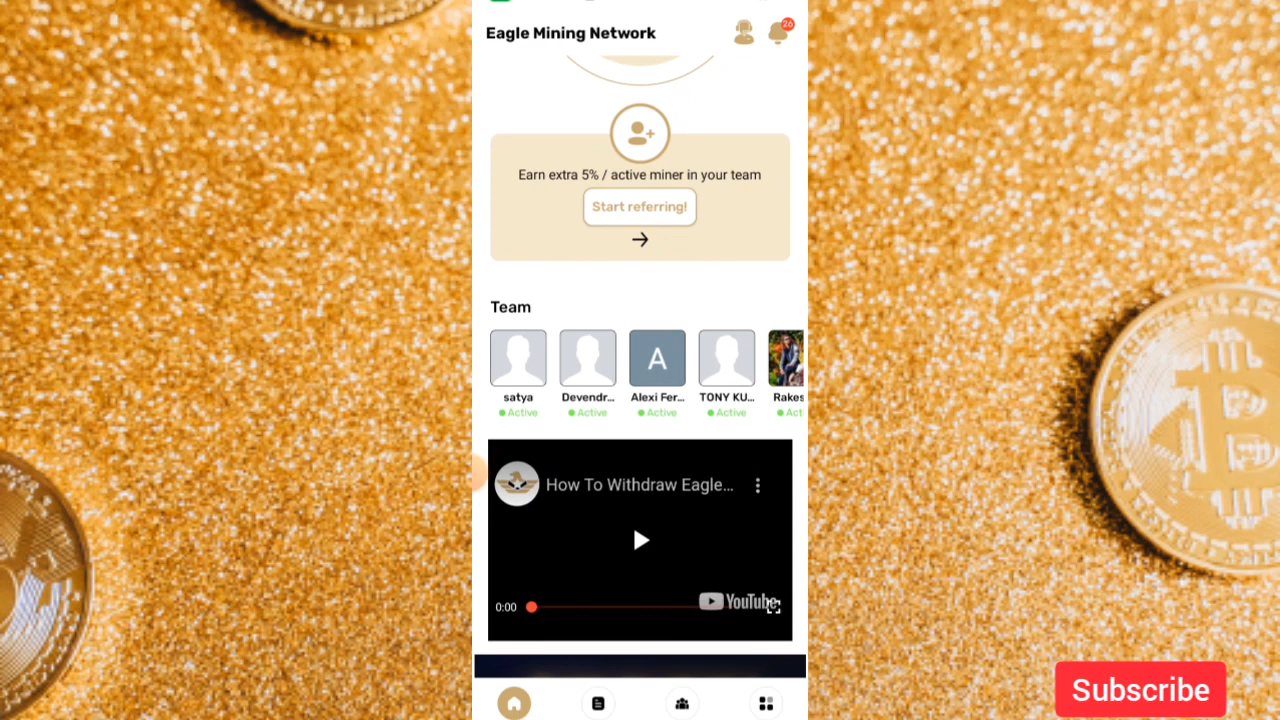 Eagle Mining Network
26
Earn extra 5% / active miner in your team
Start referring!
Team
A
satya
Devendr...
Alexi Fer...
TONY KU...
Rakes
Active
Active
Active
Active
Act
How To Withdraw Eagle...
0:00
YouTube
Subscribe